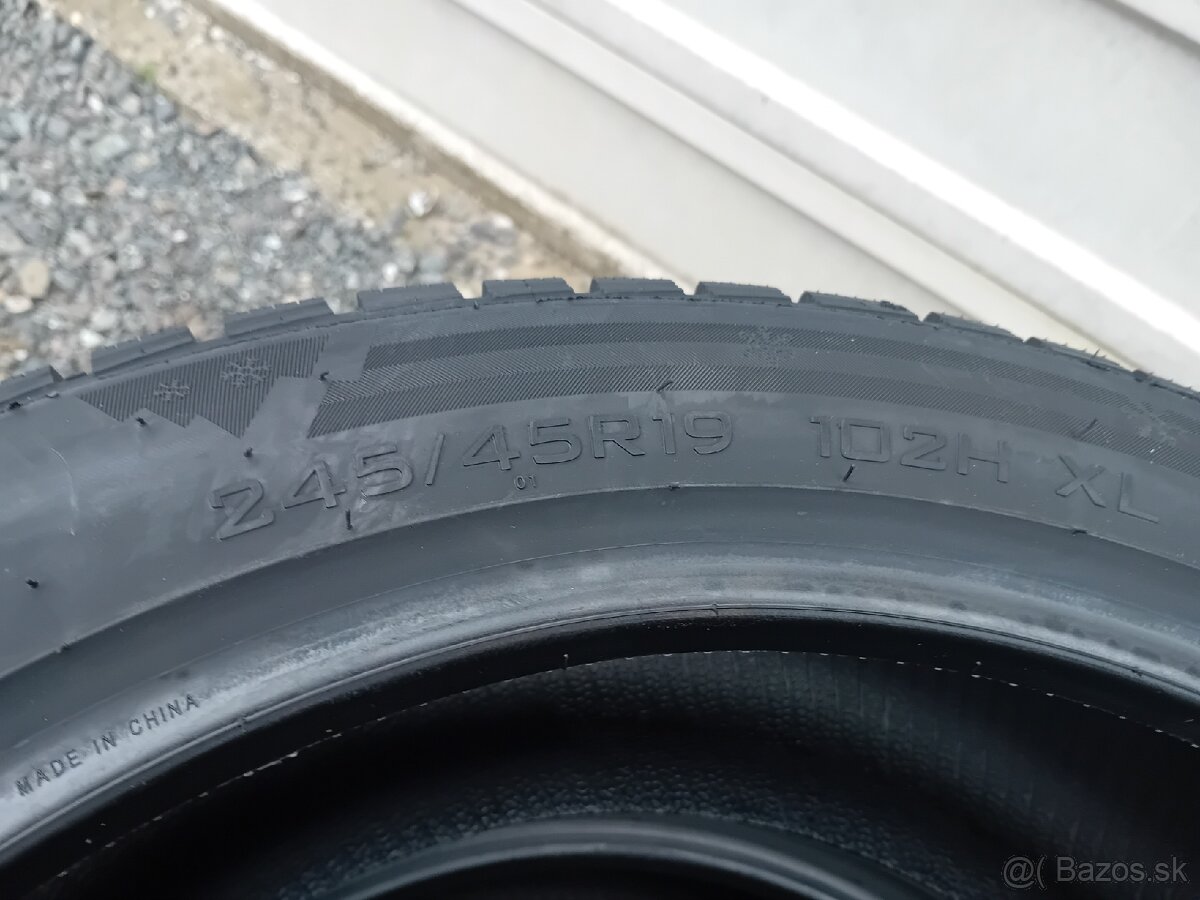 245/45R19 102H XL
01
MADE IN CHINA
@( Bazos.sk